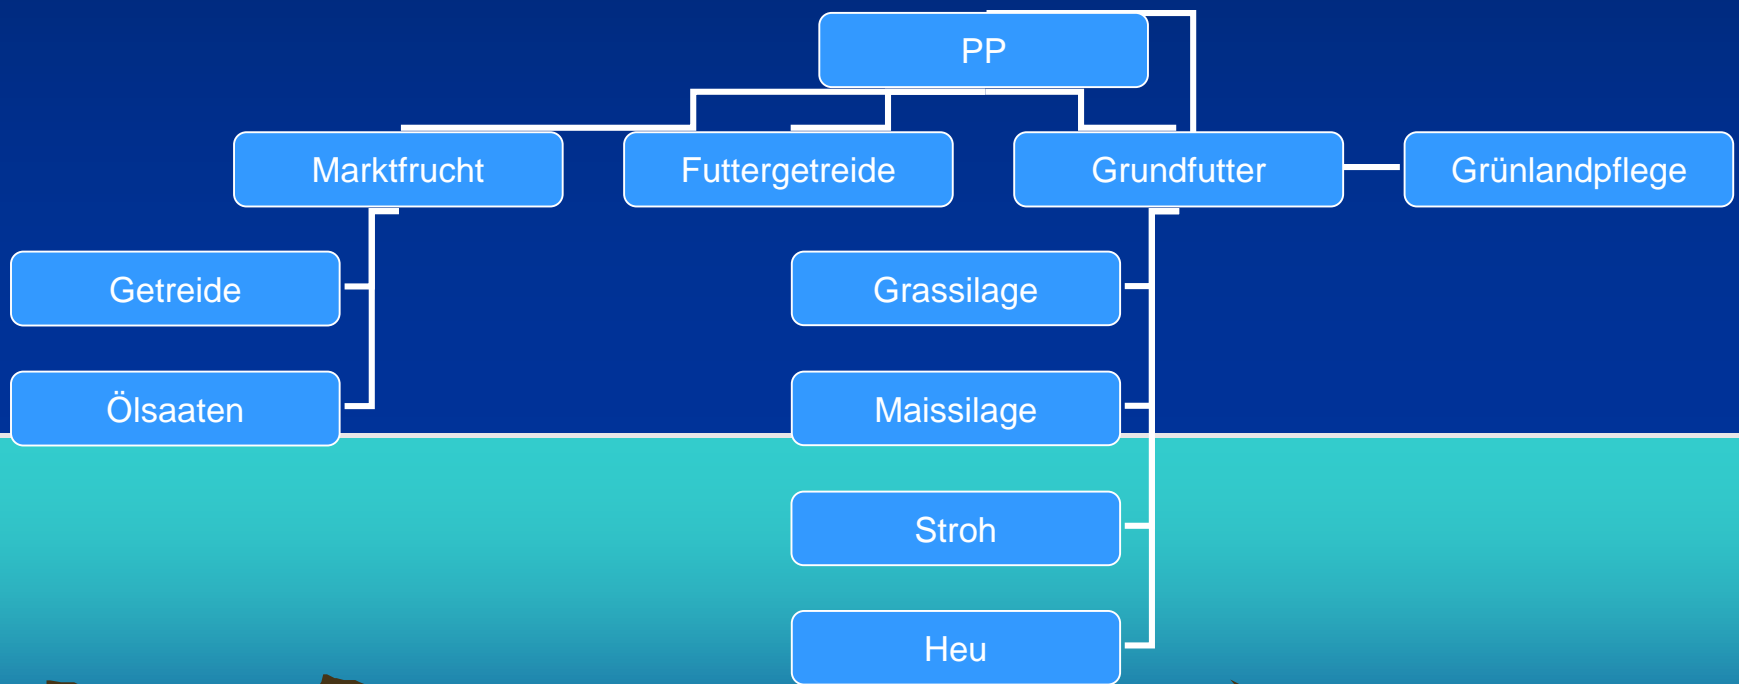 PP
Marktfrucht
Futtergetreide
Grundfutter
Grünlandpflege
Getreide
Grassilage
Ölsaaten
Maissilage
Stroh
Heu